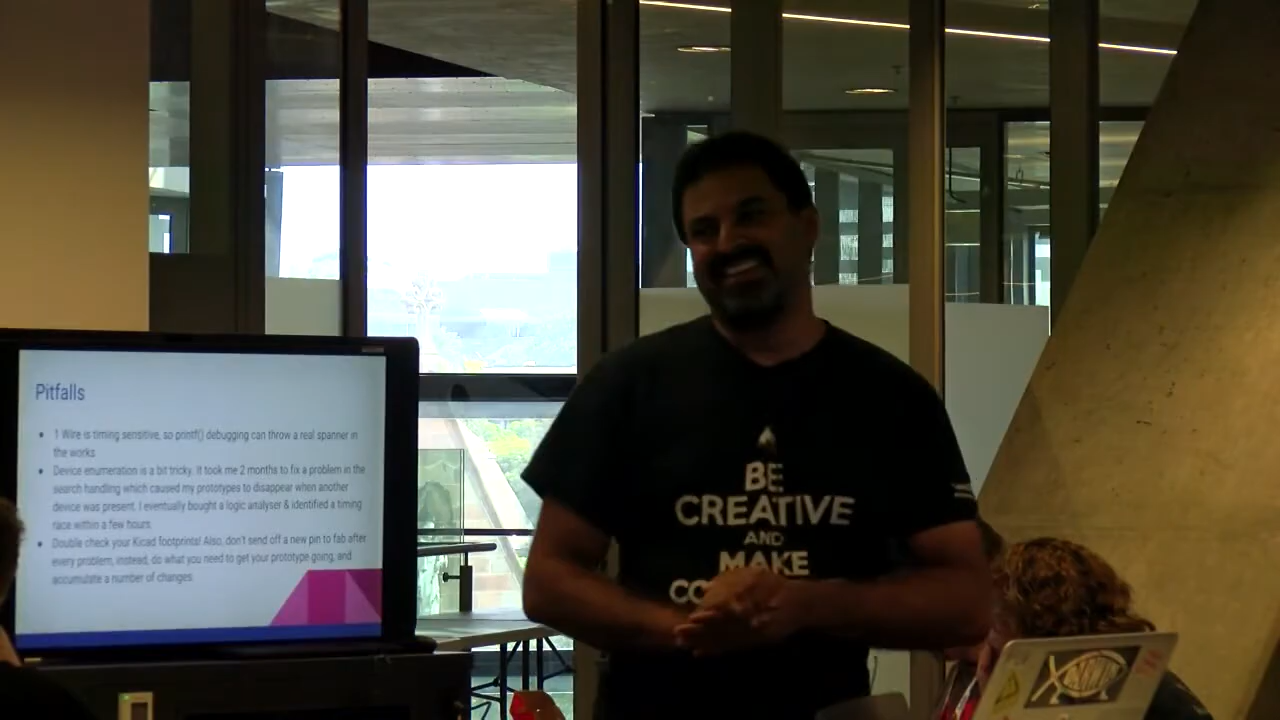 Pitfalls
1 Wire is timing sensitive, so printf() debugging can throw a real spanner in
the works
Device enumeration is a bit tricky. It took me 2 months to fix a problem in the
search handling which caused my prototypes to disappear when another
device was present. I eventually bought a logic analyser & identified a timing
race within a few hours.
Double check your Kicad footprints! Also, don't send off a new pin to fab after
every problem, instead, do what you need to get your prototype going, and
accumulate a number of changes
BE
CREATIVE
AND
MAKE